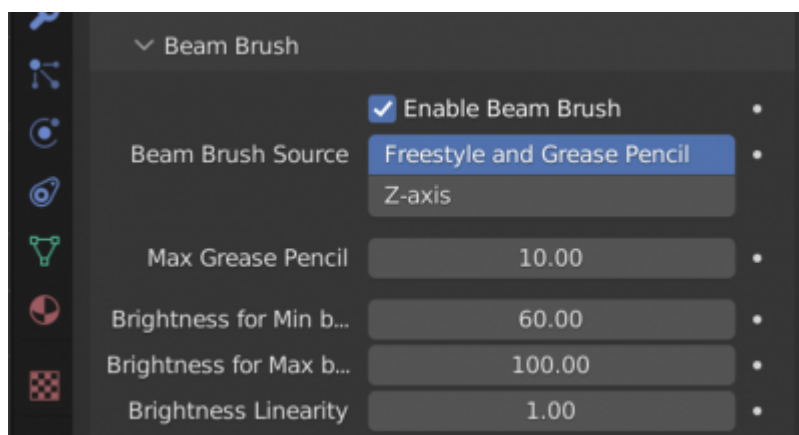 Beam Brush
Enable Beam Brush
Beam Brush Source Freestyle and Grease Pencil
Z-axis
Max Grease Pencil 10.00
Brightness for Min b... 60.00
Brightness for Max b... 100.00
Brightness Linearity 1.00